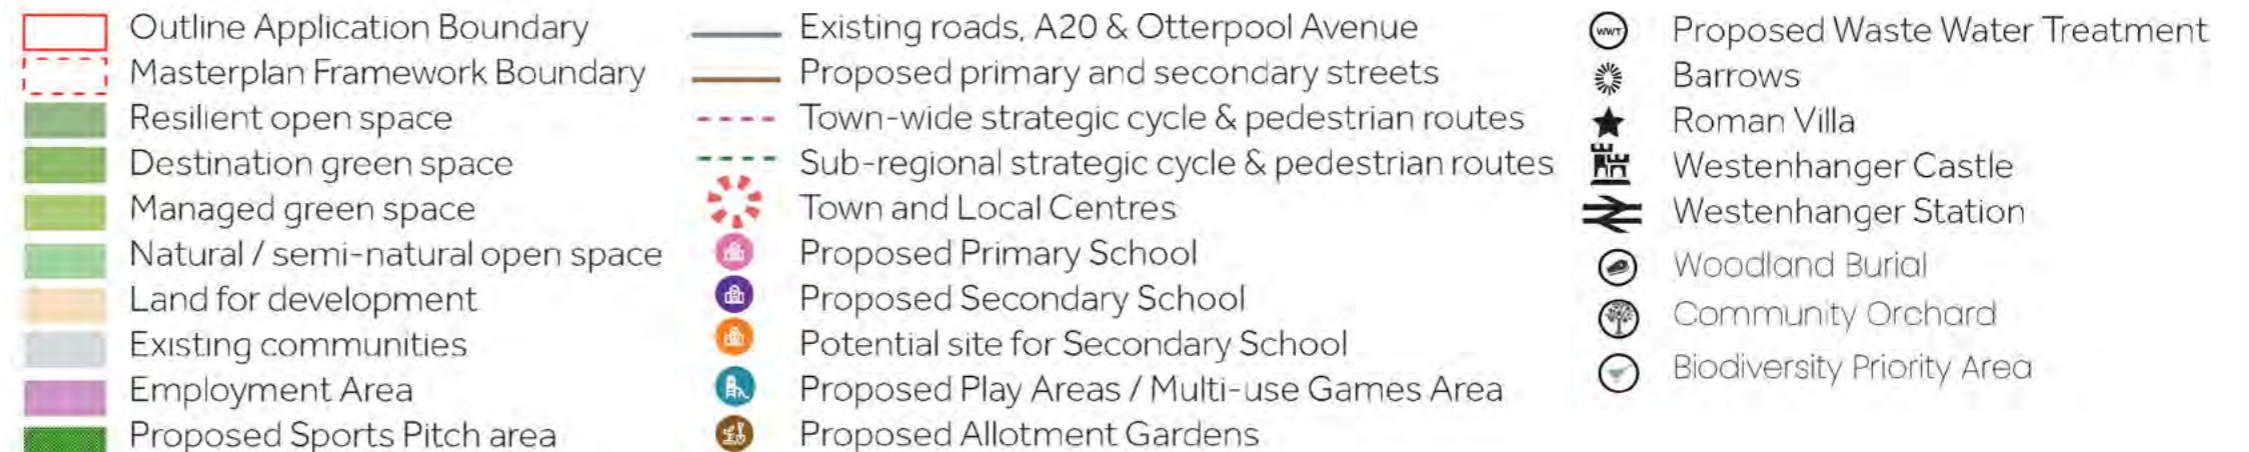 Outline Application Boundary
Masterplan Framework Boundary
Resilient open space
Destination green space
Managed green space
Natural / semi-natural open space
Land for development
Existing communities
Employment Area
Proposed Sports Pitch area
Existing roads, A20 & Otterpool Avenue
Proposed primary and secondary streets
Town-wide strategic cycle & pedestrian routes
Sub-regional strategic cycle & pedestrian routes
Town and Local Centres
Proposed Primary School
Proposed Secondary School
Potential site for Secondary School
Proposed Play Areas / Multi-use Games Area
Proposed Allotment Gardens
WWT Proposed Waste Water Treatment
Barrows
Roman Villa
Westenhanger Castle
Westenhanger Station
Woodland Burial
Community Orchard
Biodiversity Priority Area